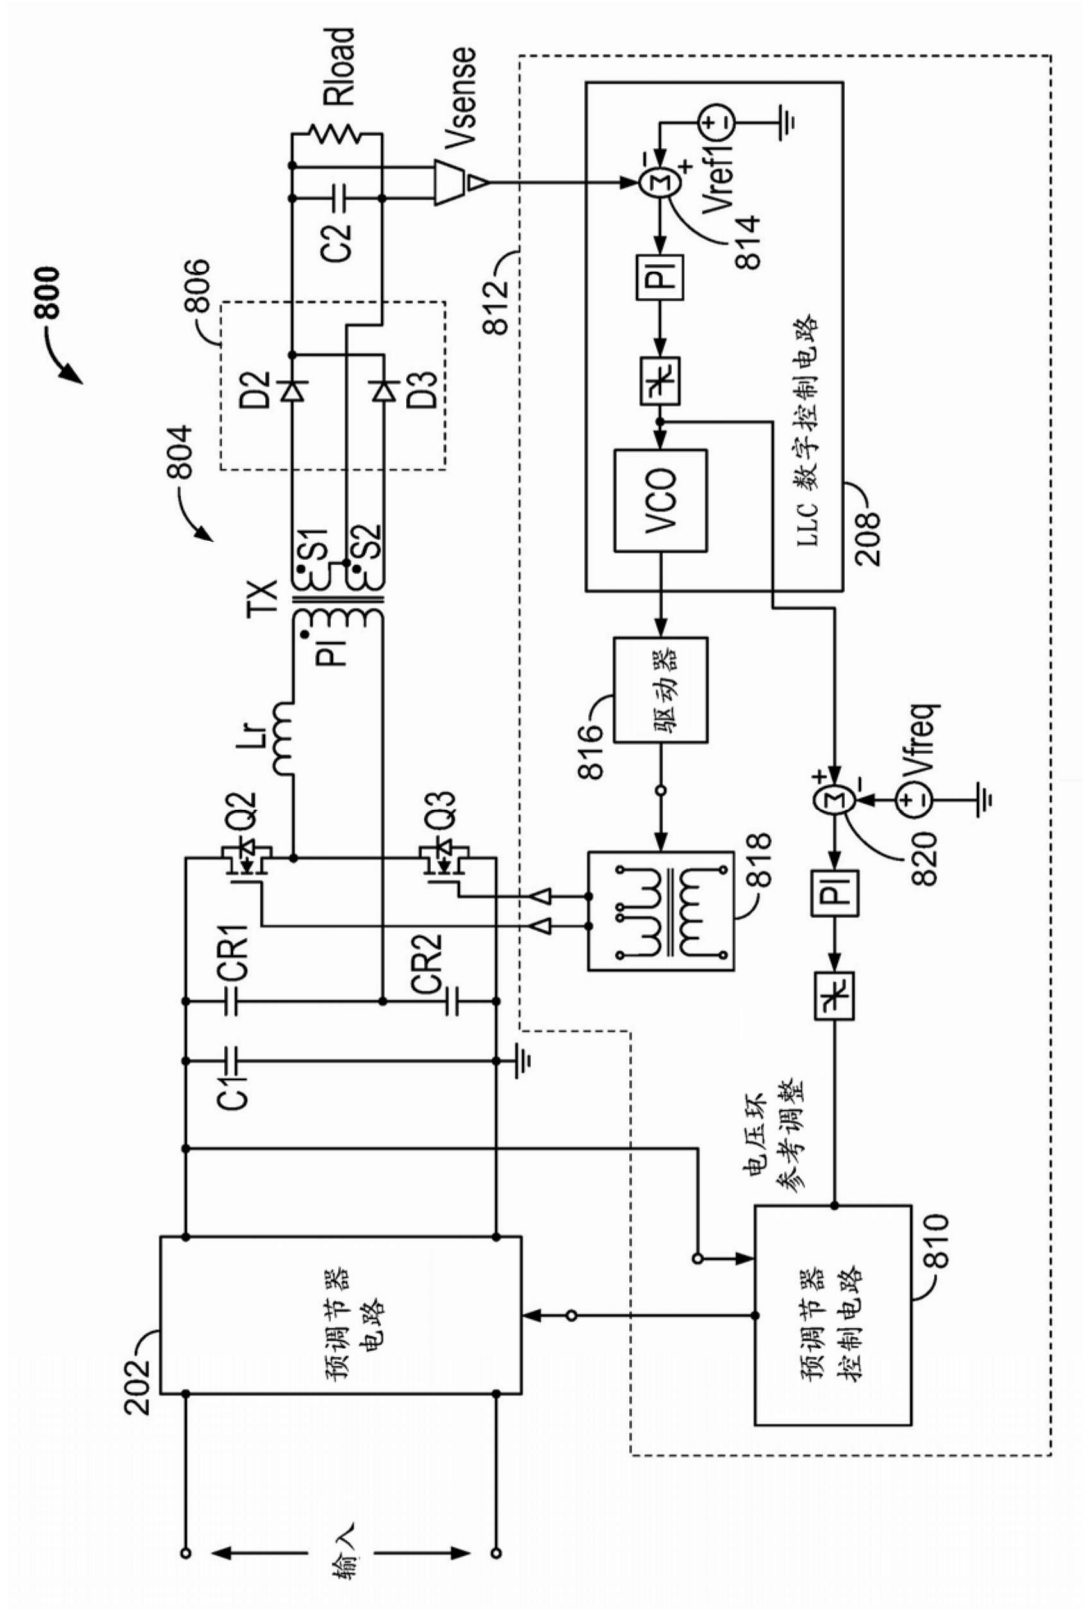 800
804
806
202
输入
预调节器
电路
C1
CR1
CR2
Q2
Q3
Lr
TX
PI
S1
S2
D2
D3
C2
Rload
Vsense
812
818
816
驱动器
VCO
PI
Σ
-
+
Vref1
+
-
814
LLC 数字控制电路
208
预调节器
控制电路
810
电压环
参考调整
PI
Σ
+
-
820
Vfreq
+
-